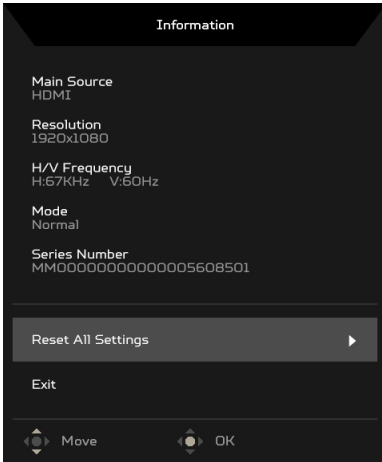 Information
Main Source
HDMI
Resolution
1920x1080
H/V Frequency
H:67KHz V:60Hz
Mode
Normal
Series Number
MM00000000000005608501
Reset All Settings
Exit
Move OK